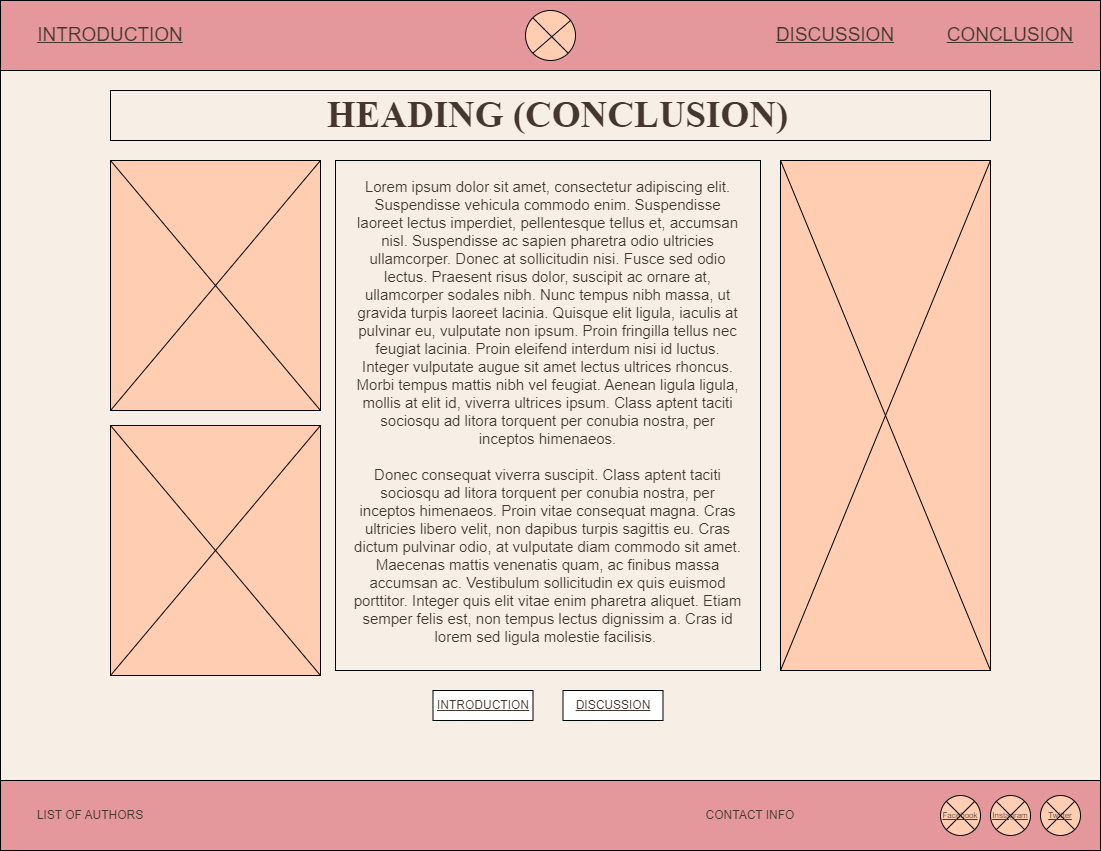 INTRODUCTION
DISCUSSION
CONCLUSION
HEADING (CONCLUSION)
Lorem ipsum dolor sit amet, consectetur adipiscing elit.
Suspendisse vehicula commodo enim. Suspendisse
laoreet lectus imperdiet, pellentesque tellus et, accumsan
nisl. Suspendisse ac sapien pharetra odio ultricies
ullamcorper. Donec at sollicitudin nisi. Fusce sed odio
lectus. Praesent risus dolor, suscipit ac ornare at,
ullamcorper sodales nibh. Nunc tempus nibh massa, ut
gravida turpis laoreet lacinia. Quisque elit ligula, iaculis at
pulvinar eu, vulputate non ipsum. Proin fringilla tellus nec
feugiat lacinia. Proin eleifend interdum nisi id luctus.
Integer vulputate augue sit amet lectus ultrices rhoncus.
Morbi tempus mattis nibh vel feugiat. Aenean ligula ligula,
mollis at elit id, viverra ultrices ipsum. Class aptent taciti
sociosqu ad litora torquent per conubia nostra, per
inceptos himenaeos.
Donec consequat viverra suscipit. Class aptent taciti
sociosqu ad litora torquent per conubia nostra, per
inceptos himenaeos. Proin vitae consequat magna. Cras
ultricies libero velit, non dapibus turpis sagittis eu. Cras
dictum pulvinar odio, at vulputate diam commodo sit amet.
Maecenas mattis venenatis quam, ac finibus massa
accumsan ac. Vestibulum sollicitudin ex quis euismod
porttitor. Integer quis elit vitae enim pharetra aliquet. Etiam
semper felis est, non tempus lectus dignissim a. Cras id
lorem sed ligula molestie facilisis.
INTRODUCTION
DISCUSSION
LIST OF AUTHORS
CONTACT INFO
Facebook
Instagram
Twitter